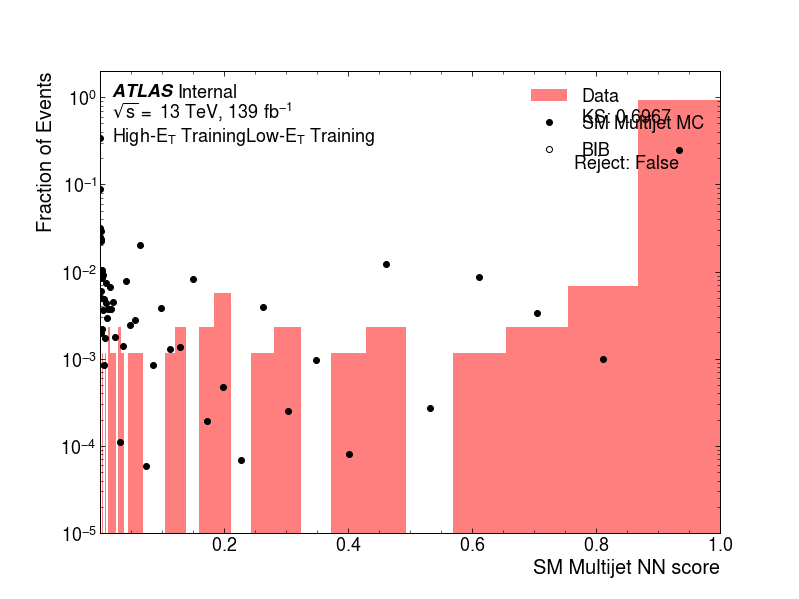 ATLAS Internal
√s = 13 TeV, 139 fb⁻¹
High-E_T TrainingLow-E_T Training
Data
KS: 0.6967
SM Multijet MC
BIB
Reject: False
Fraction of Events
10⁰
10⁻¹
10⁻²
10⁻³
10⁻⁴
10⁻⁵
0.2 0.4 0.6 0.8 1.0
SM Multijet NN score